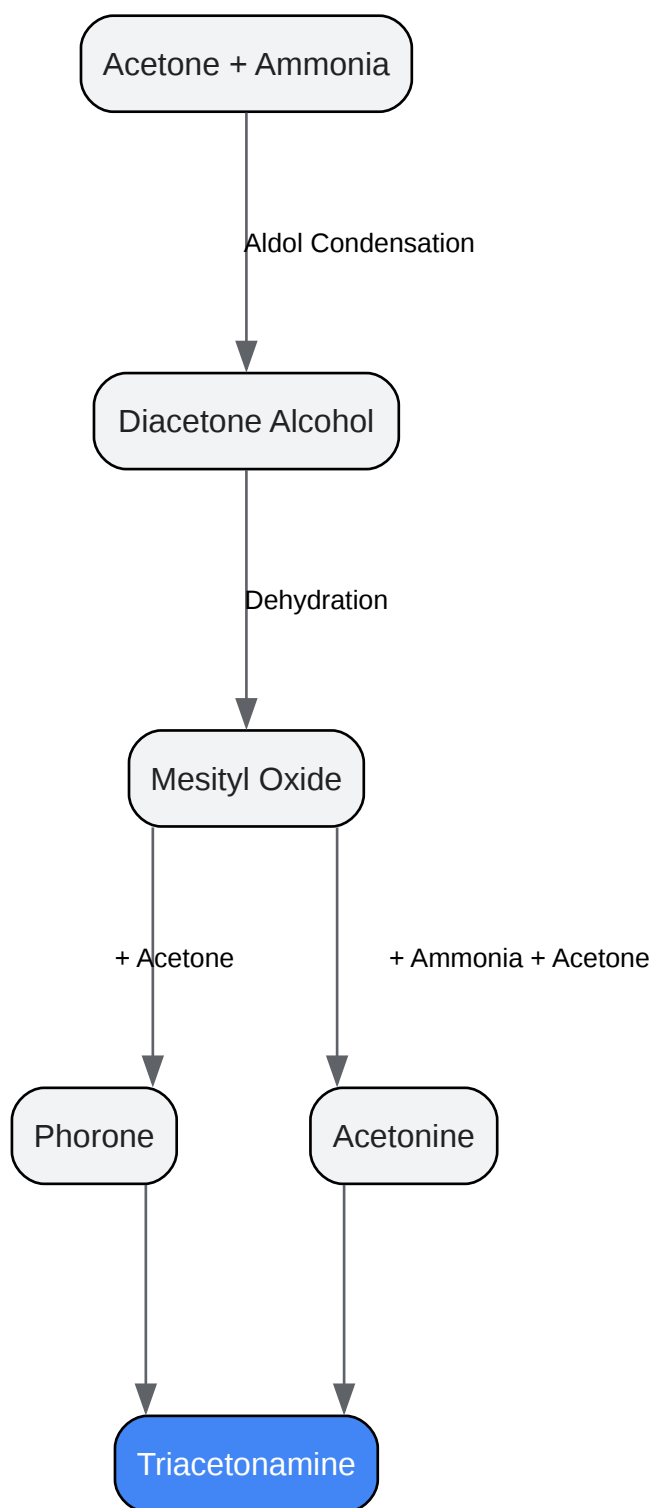 Acetone + Ammonia
Aldol Condensation
Diacetone Alcohol
Dehydration
Mesityl Oxide
+ Acetone
+ Ammonia + Acetone
Phorone
Acetonine
Triacetonamine